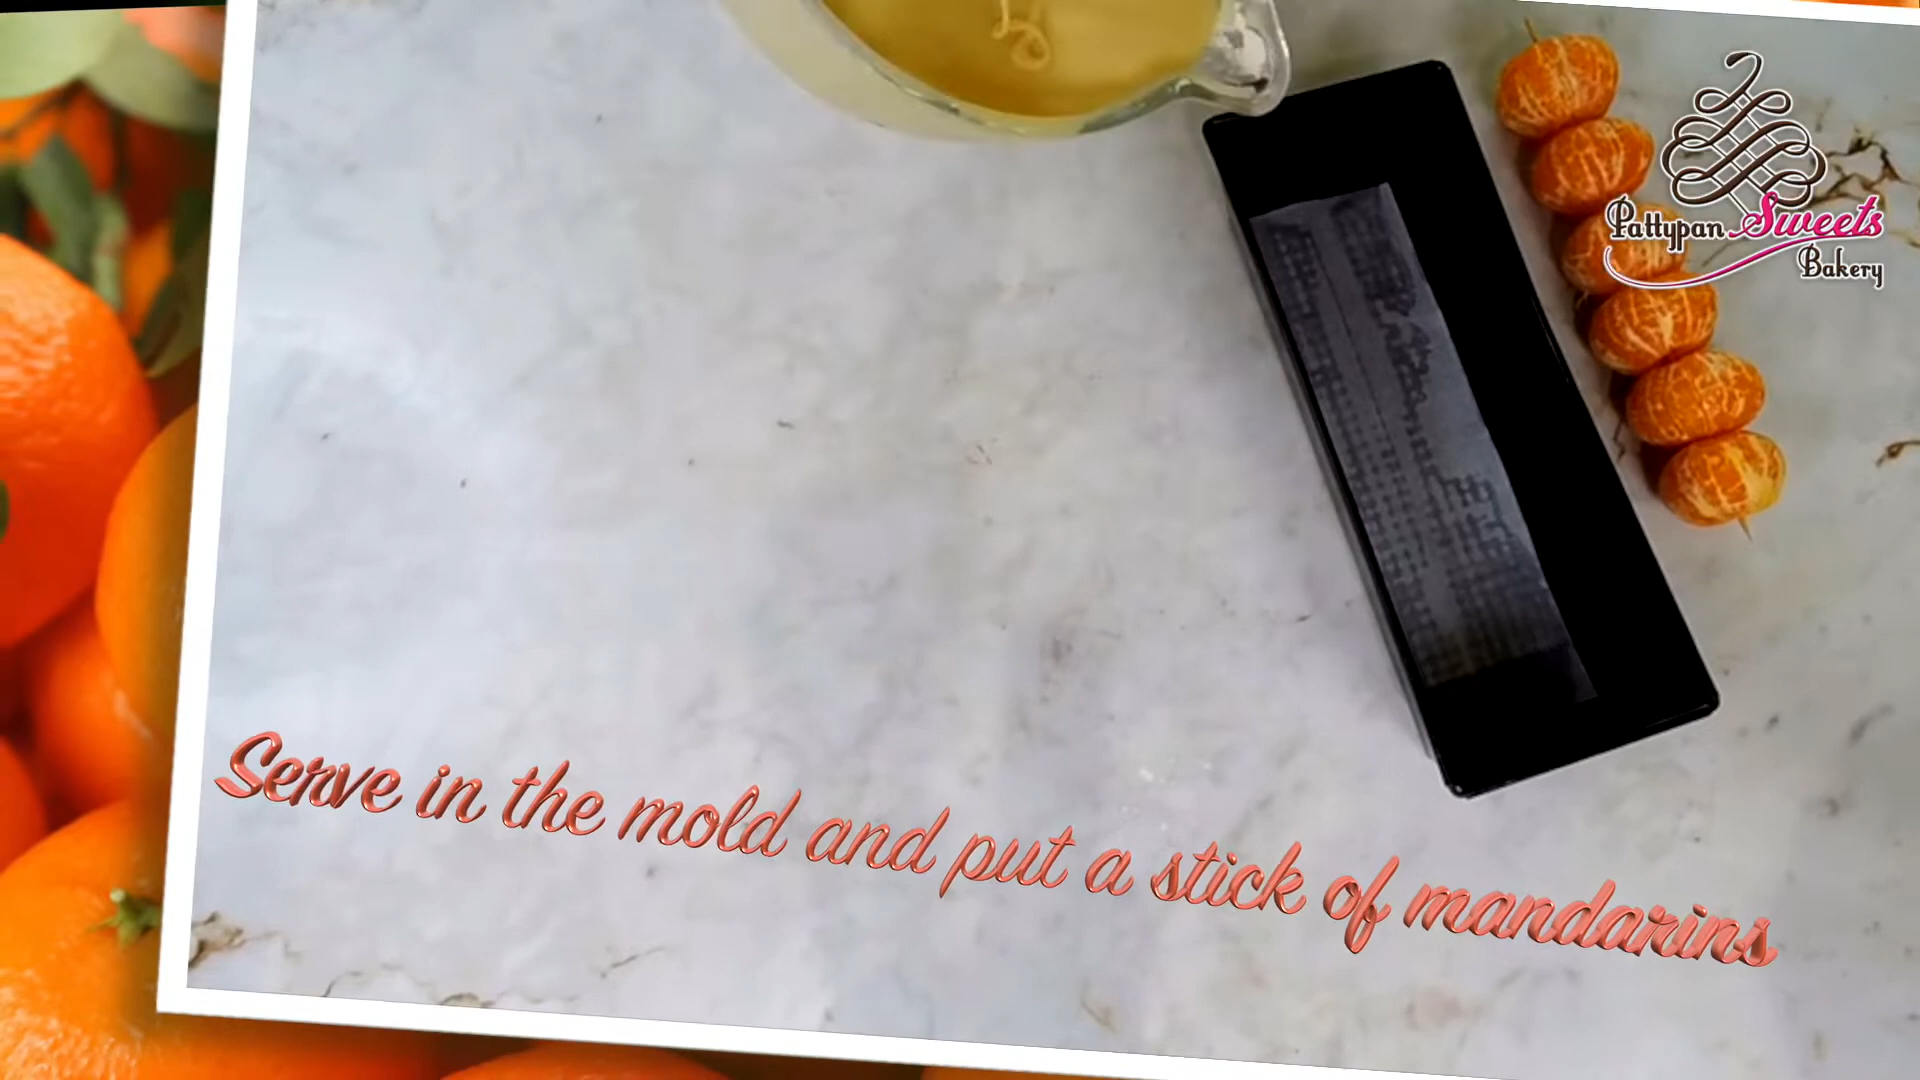 Pattypan Sweets
Bakery
Serve in the mold and put a stick of mandarins